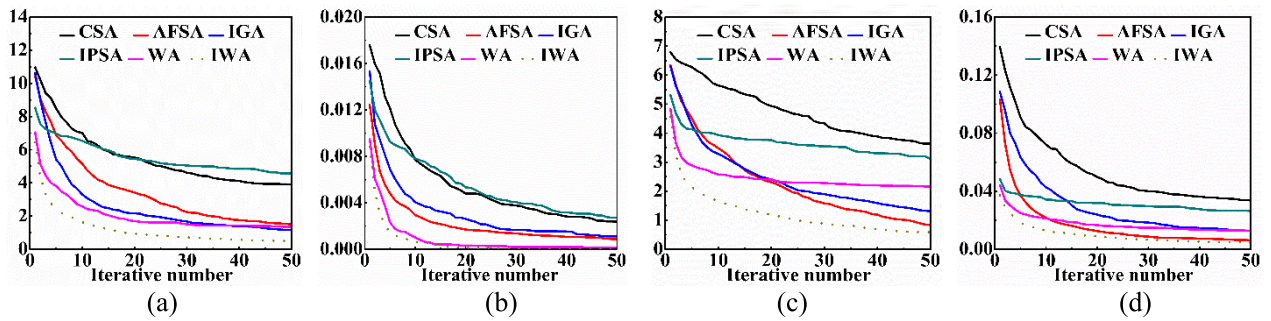 14
12
10
8
6
4
2
0
CSA AFSA IGA
IPSA WA IWA
0 10 20 30 40 50
Iterative number
(a)
0.020
0.016
0.012
0.008
0.004
0.000
CSA AFSA IGA
IPSA WA IWA
0 10 20 30 40 50
Iterative number
(b)
8
7
6
5
4
3
2
1
0
CSA AFSA IGA
IPSA WA IWA
0 10 20 30 40 50
Iterative number
(c)
0.16
0.12
0.08
0.04
0.00
CSA AFSA IGA
IPSA WA IWA
0 10 20 30 40 50
Iterative number
(d)